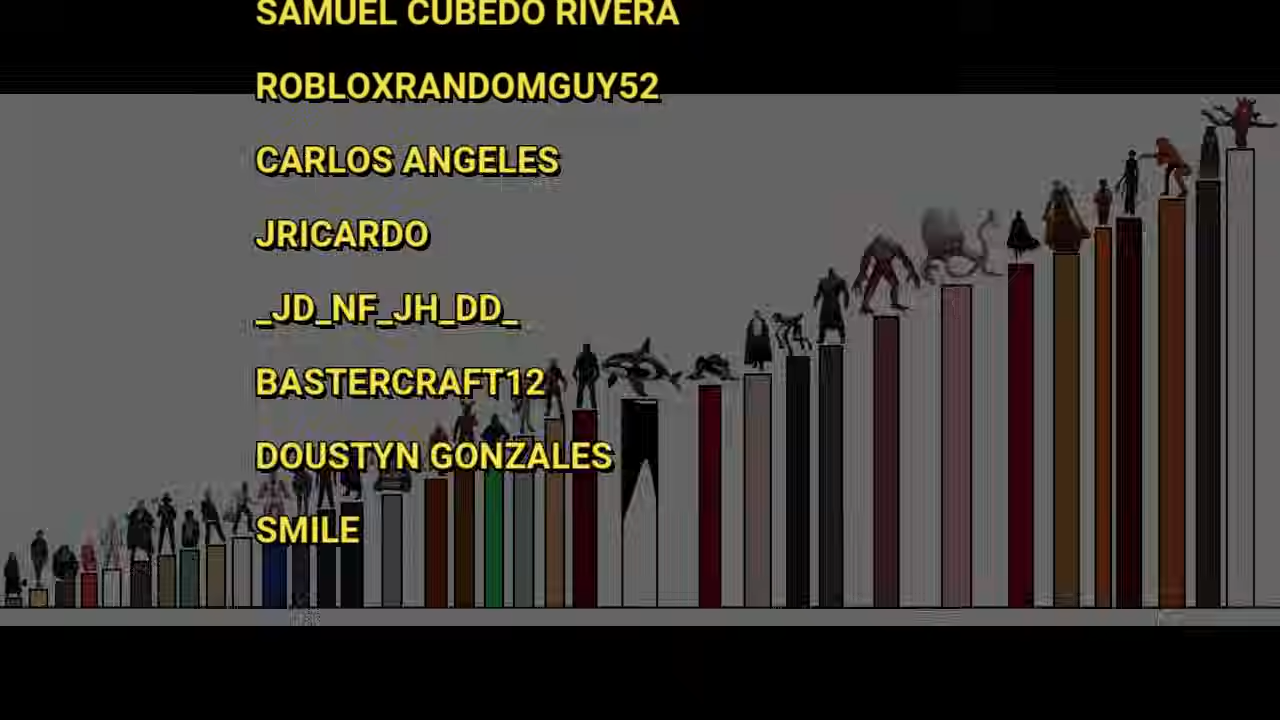 SAMUEL CUBEDO RIVERA
ROBLOXRANDOMGUY52
CARLOS ANGELES
JRICARDO
_JD_NF_JH_DD_
BASTERCRAFT12
DOUSTYN GONZALES
SMILE